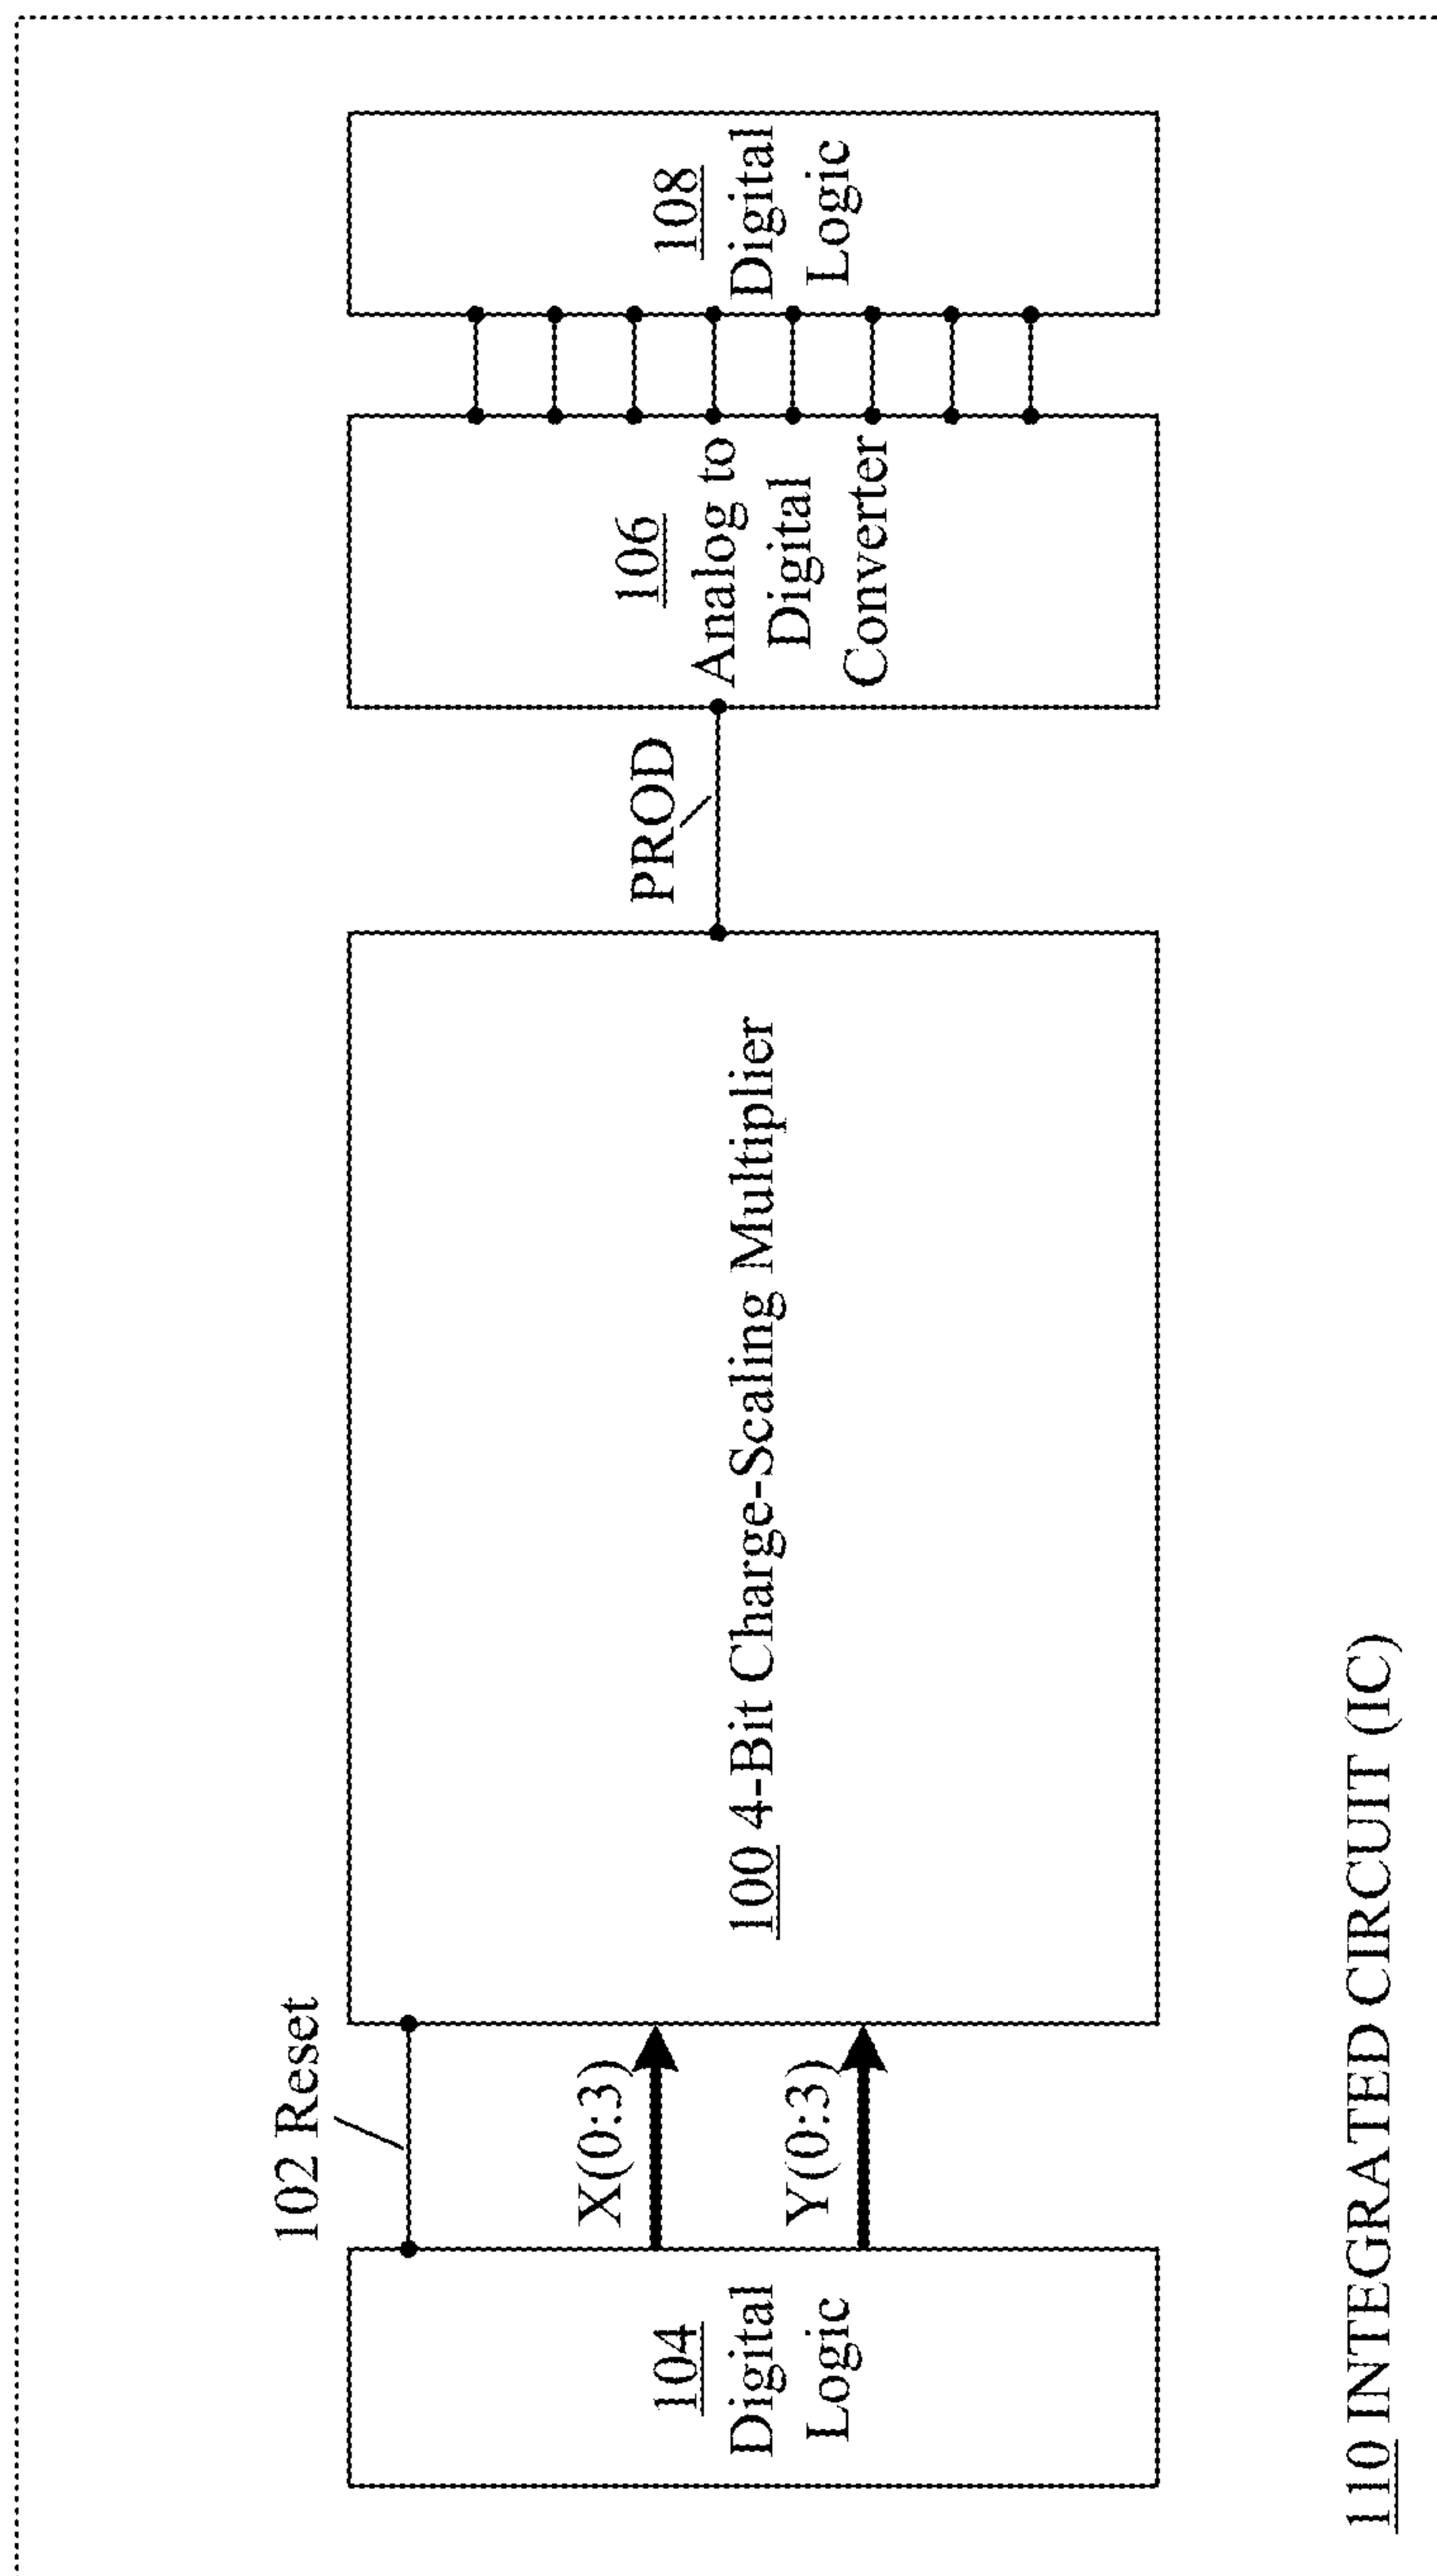 102 Reset
104
Digital
Logic
X(0:3)
Y(0:3)
100 4-Bit Charge-Scaling Multiplier
PROD
106
Analog to
Digital
Converter
108
Digital
Logic
110 INTEGRATED CIRCUIT (IC)